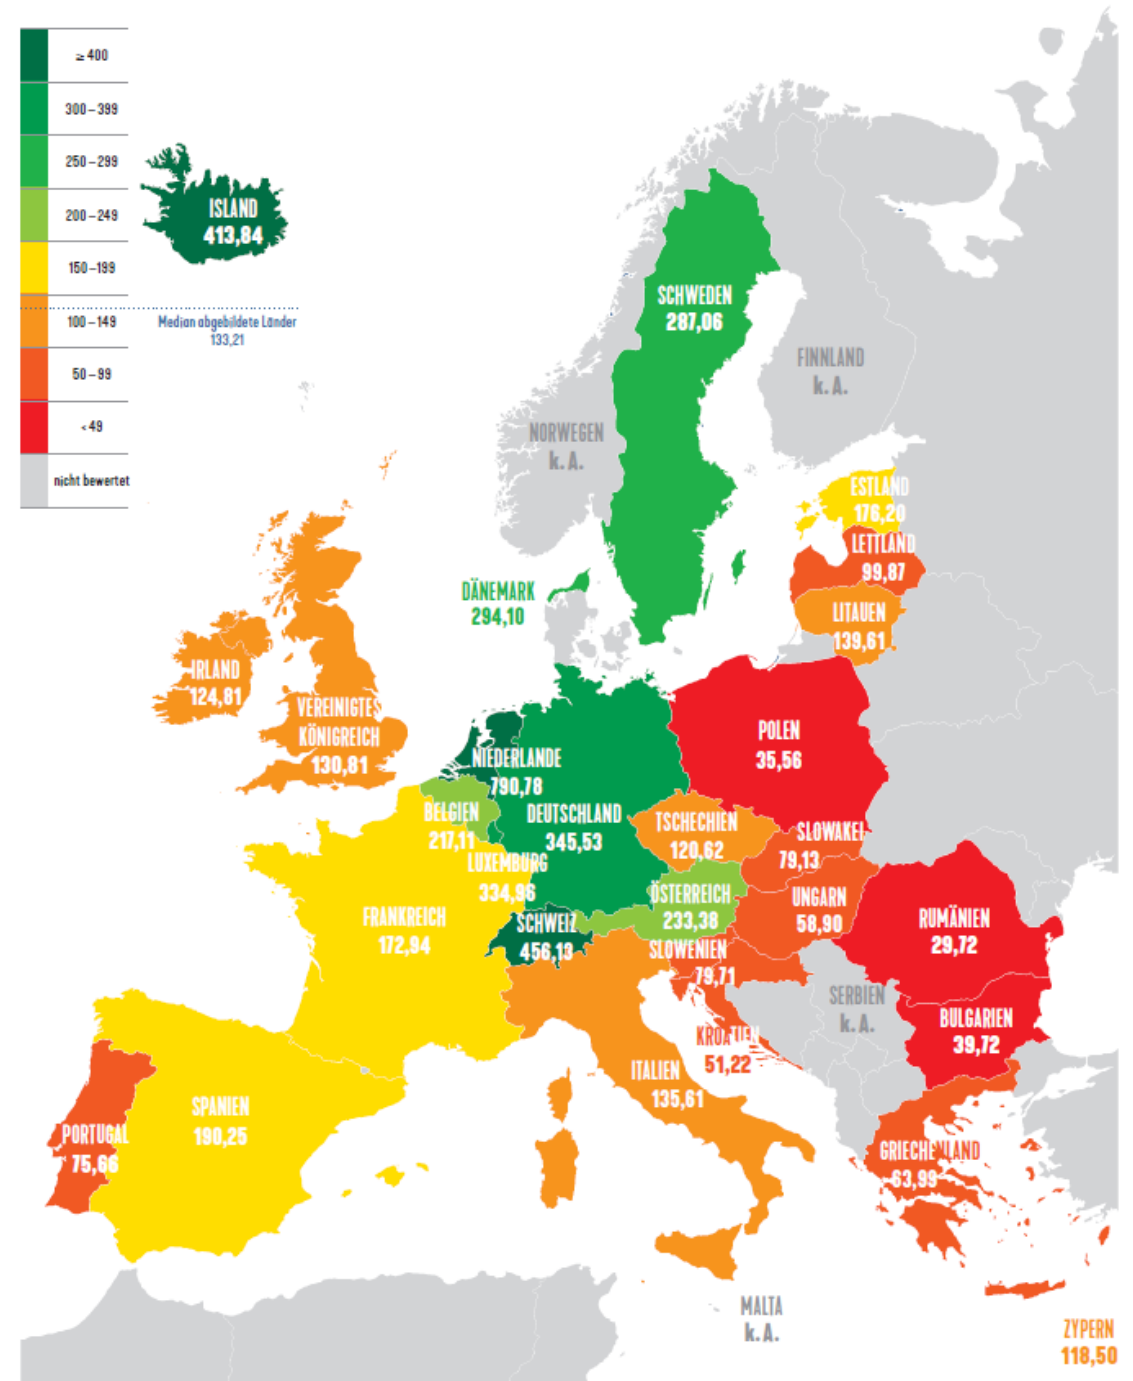 ≥ 400
300 – 399
250 – 299
200 – 249
150 – 199
100 – 149
50 – 99
< 49
nicht bewertet
Median abgebildete Länder
133,21
ISLAND
413,84
SCHWEDEN
287,06
FINNLAND
k. A.
NORWEGEN
k. A.
ESTLAND
176,20
LETTLAND
99,87
LITAUEN
139,61
DÄNEMARK
294,10
IRLAND
124,81
VEREINIGTES
KÖNIGREICH
130,81
NIEDERLANDE
790,78
BELGIEN
217,11
DEUTSCHLAND
345,53
LUXEMBURG
334,96
POLEN
35,56
TSCHECHIEN
120,62
SLOWAKEI
79,13
ÖSTERREICH
233,38
UNGARN
58,90
FRANKREICH
172,94
SCHWEIZ
456,13
SLOWENIEN
79,71
RUMÄNIEN
29,72
SERBIEN
k. A.
BULGARIEN
39,72
KROATIEN
51,22
ITALIEN
135,61
SPANIEN
190,25
PORTUGAL
75,66
GRIECHENLAND
63,99
MALTA
k. A.
ZYPERN
118,50